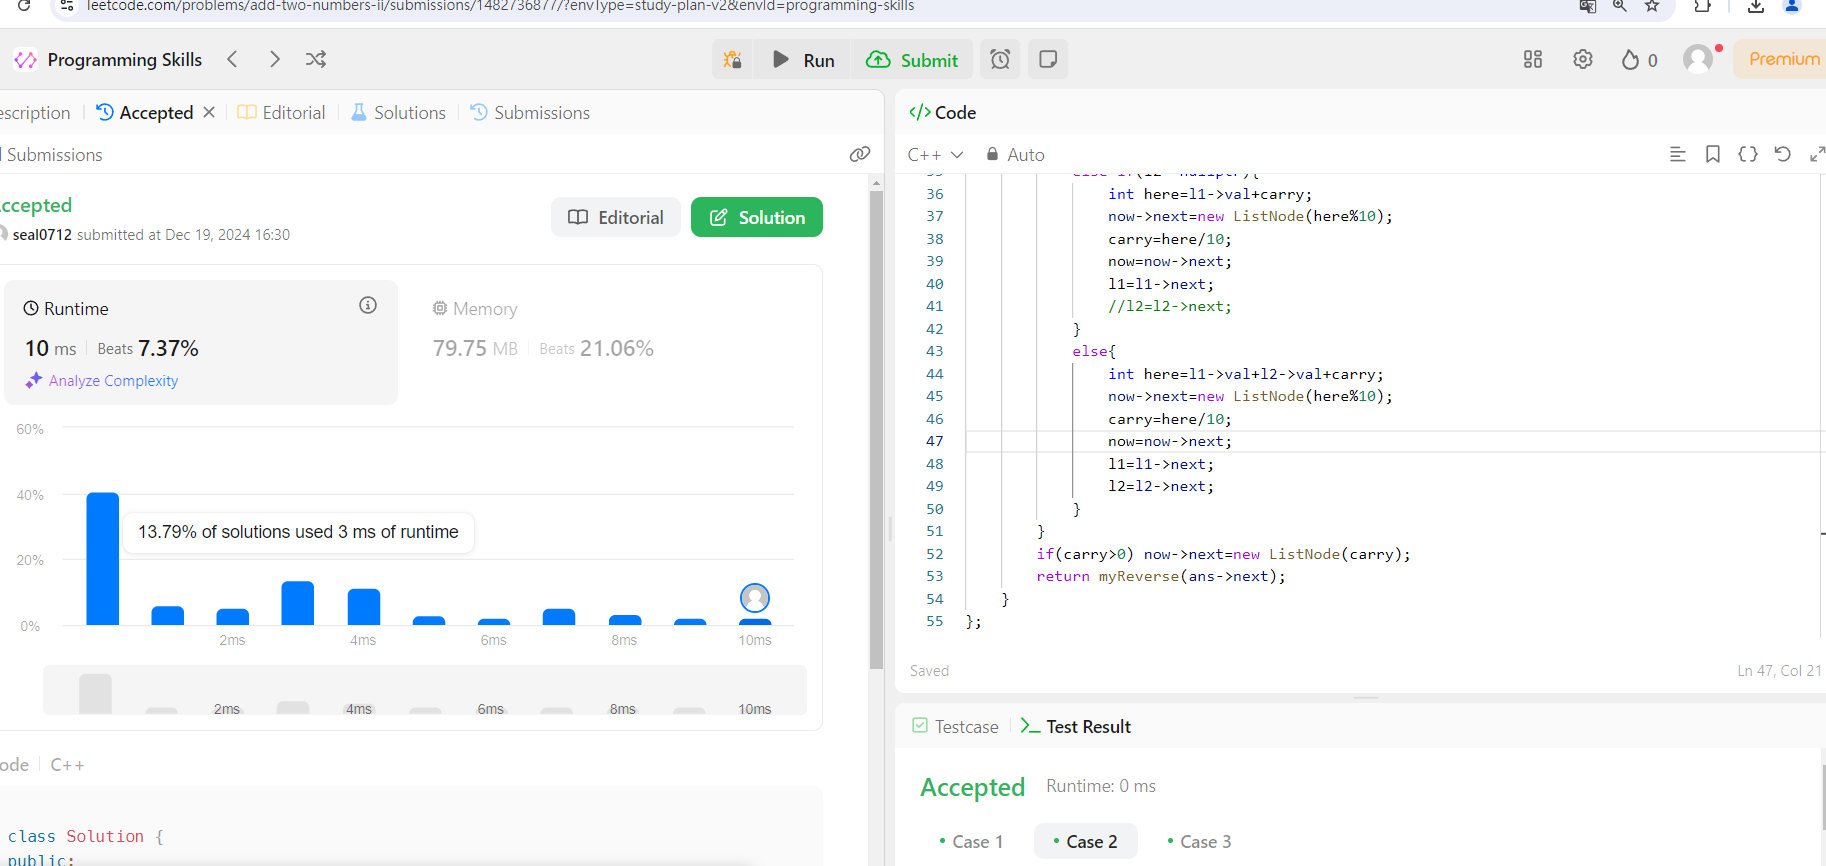 leetcode.com/problems/add-two-numbers-ii/submissions/1482736877/?envType=study-plan-v2&envId=programming-skills
Programming Skills
Run
Submit
0
Premium
escription
Accepted
Editorial
Solutions
Submissions
l Submissions
ccepted
Editorial
Solution
seal0712 submitted at Dec 19, 2024 16:30
Runtime
10 ms
Beats 7.37%
Analyze Complexity
Memory
79.75 MB
Beats 21.06%
60%
40%
20%
0%
13.79% of solutions used 3 ms of runtime
2ms
4ms
6ms
8ms
10ms
2ms
4ms
6ms
8ms
10ms
ode
C++
class Solution {
public:
</> Code
C++
Auto
36 int here=l1->val+carry;
37 now->next=new ListNode(here%10);
38 carry=here/10;
39 now=now->next;
40 l1=l1->next;
41 //l2=l2->next;
42 }
43 else{
44 int here=l1->val+l2->val+carry;
45 now->next=new ListNode(here%10);
46 carry=here/10;
47 now=now->next;
48 l1=l1->next;
49 l2=l2->next;
50 }
51 }
52 if(carry>0) now->next=new ListNode(carry);
53 return myReverse(ans->next);
54 }
55 };
Saved
Ln 47, Col 21
Testcase
Test Result
Accepted
Runtime: 0 ms
Case 1
Case 2
Case 3